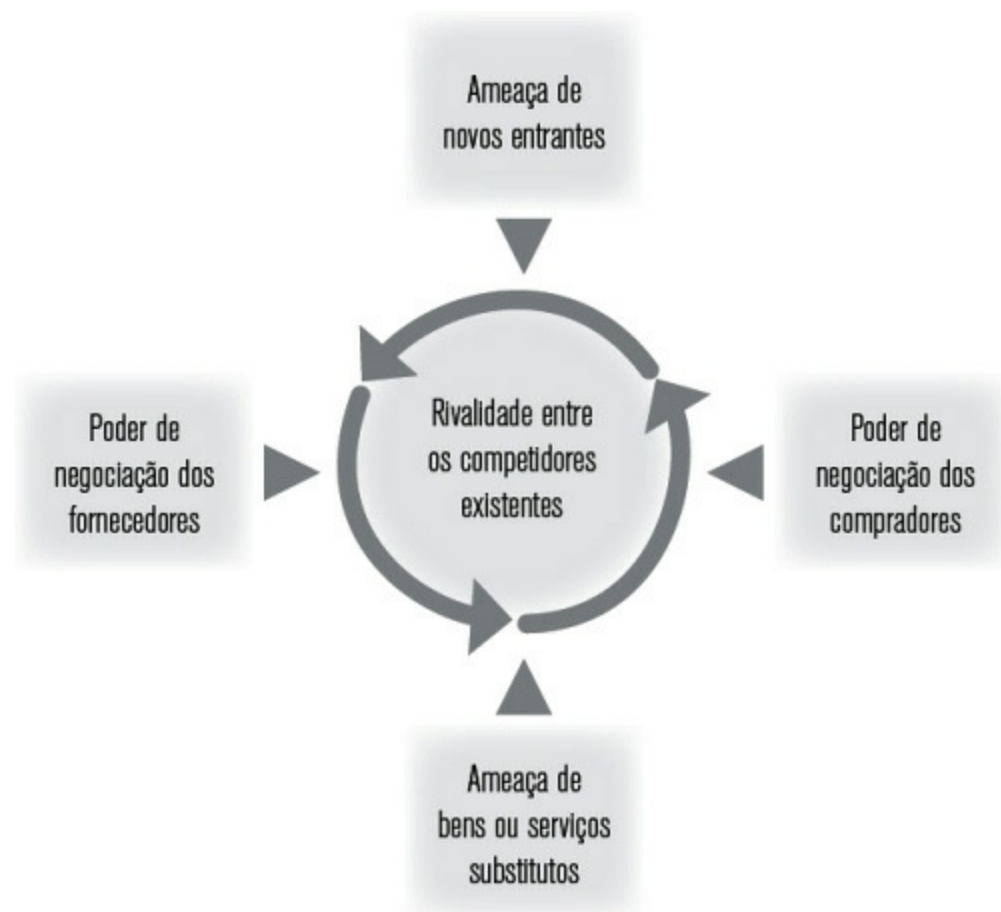 Ameaça de
novos entrantes
Poder de
negociação dos
fornecedores
Rivalidade entre
os competidores
existentes
Poder de
negociação dos
compradores
Ameaça de
bens ou serviços
substitutos